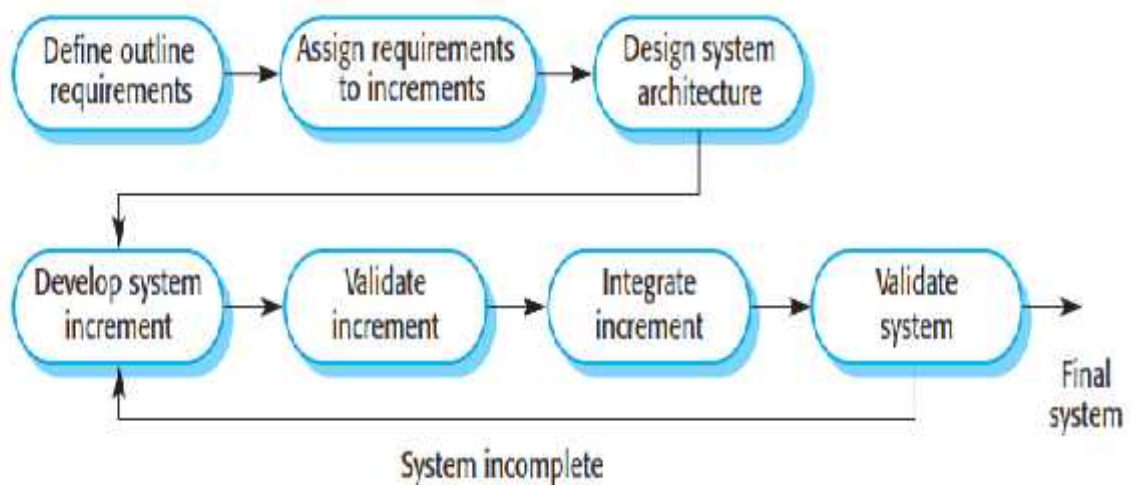 Define outline
requirements
Assign requirements
to increments
Design system
architecture
Develop system
increment
Validate
increment
Integrate
increment
Validate
system
Final
system
System incomplete